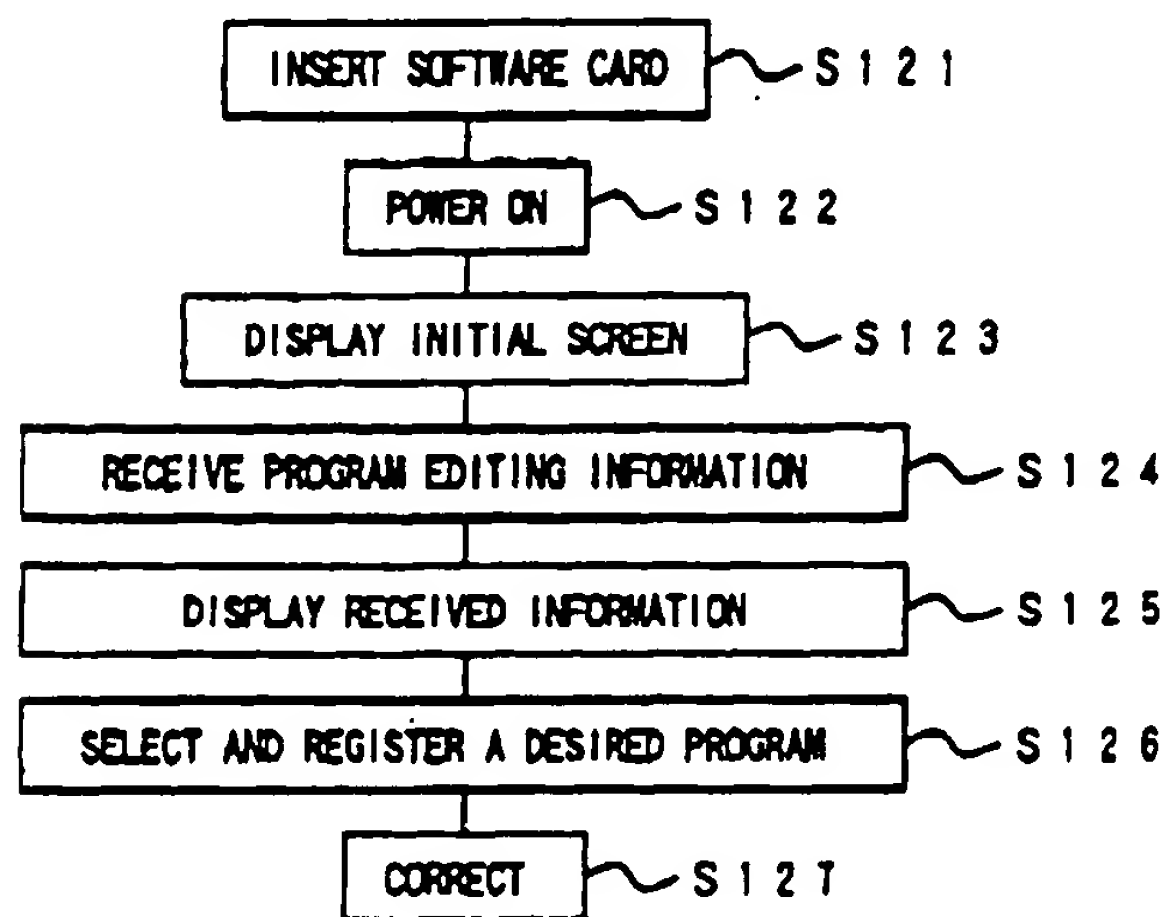 INSERT SOFTWARE CARD S121
POWER ON S122
DISPLAY INITIAL SCREEN S123
RECEIVE PROGRAM EDITING INFORMATION S124
DISPLAY RECEIVED INFORMATION S125
SELECT AND REGISTER A DESIRED PROGRAM S126
CORRECT S127